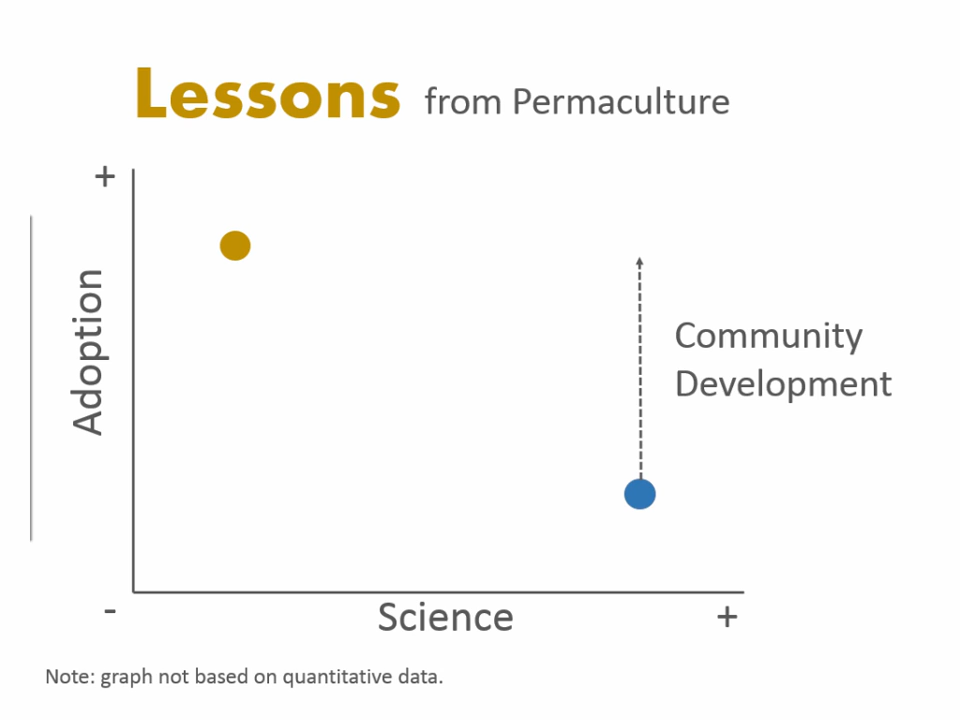 Lessons from Permaculture
+
Adoption
Community
Development
-
Science
+
Note: graph not based on quantitative data.